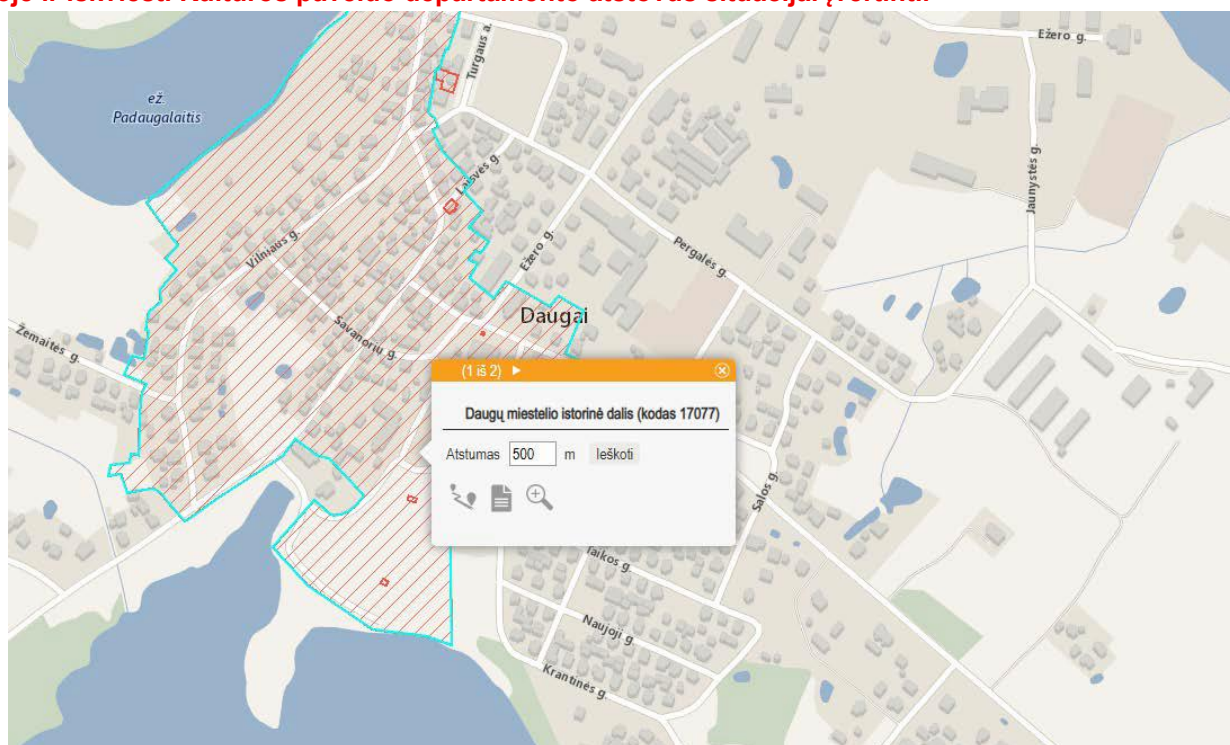 Turgaus a.
Ežero g.
ež.
Padaugalaitis
Laisvės g.
Jaunystės g.
Vilniaus g.
Ežero g.
Pergalės g.
Daugai
Žemaitės g.
Savanorių g.
(1 iš 2)
Daugų miestelio istorinė dalis (kodas 17077)
Atstumas 500 m Ieškoti
Salos g.
Taikos g.
Naujoji g.
Krantinės g.